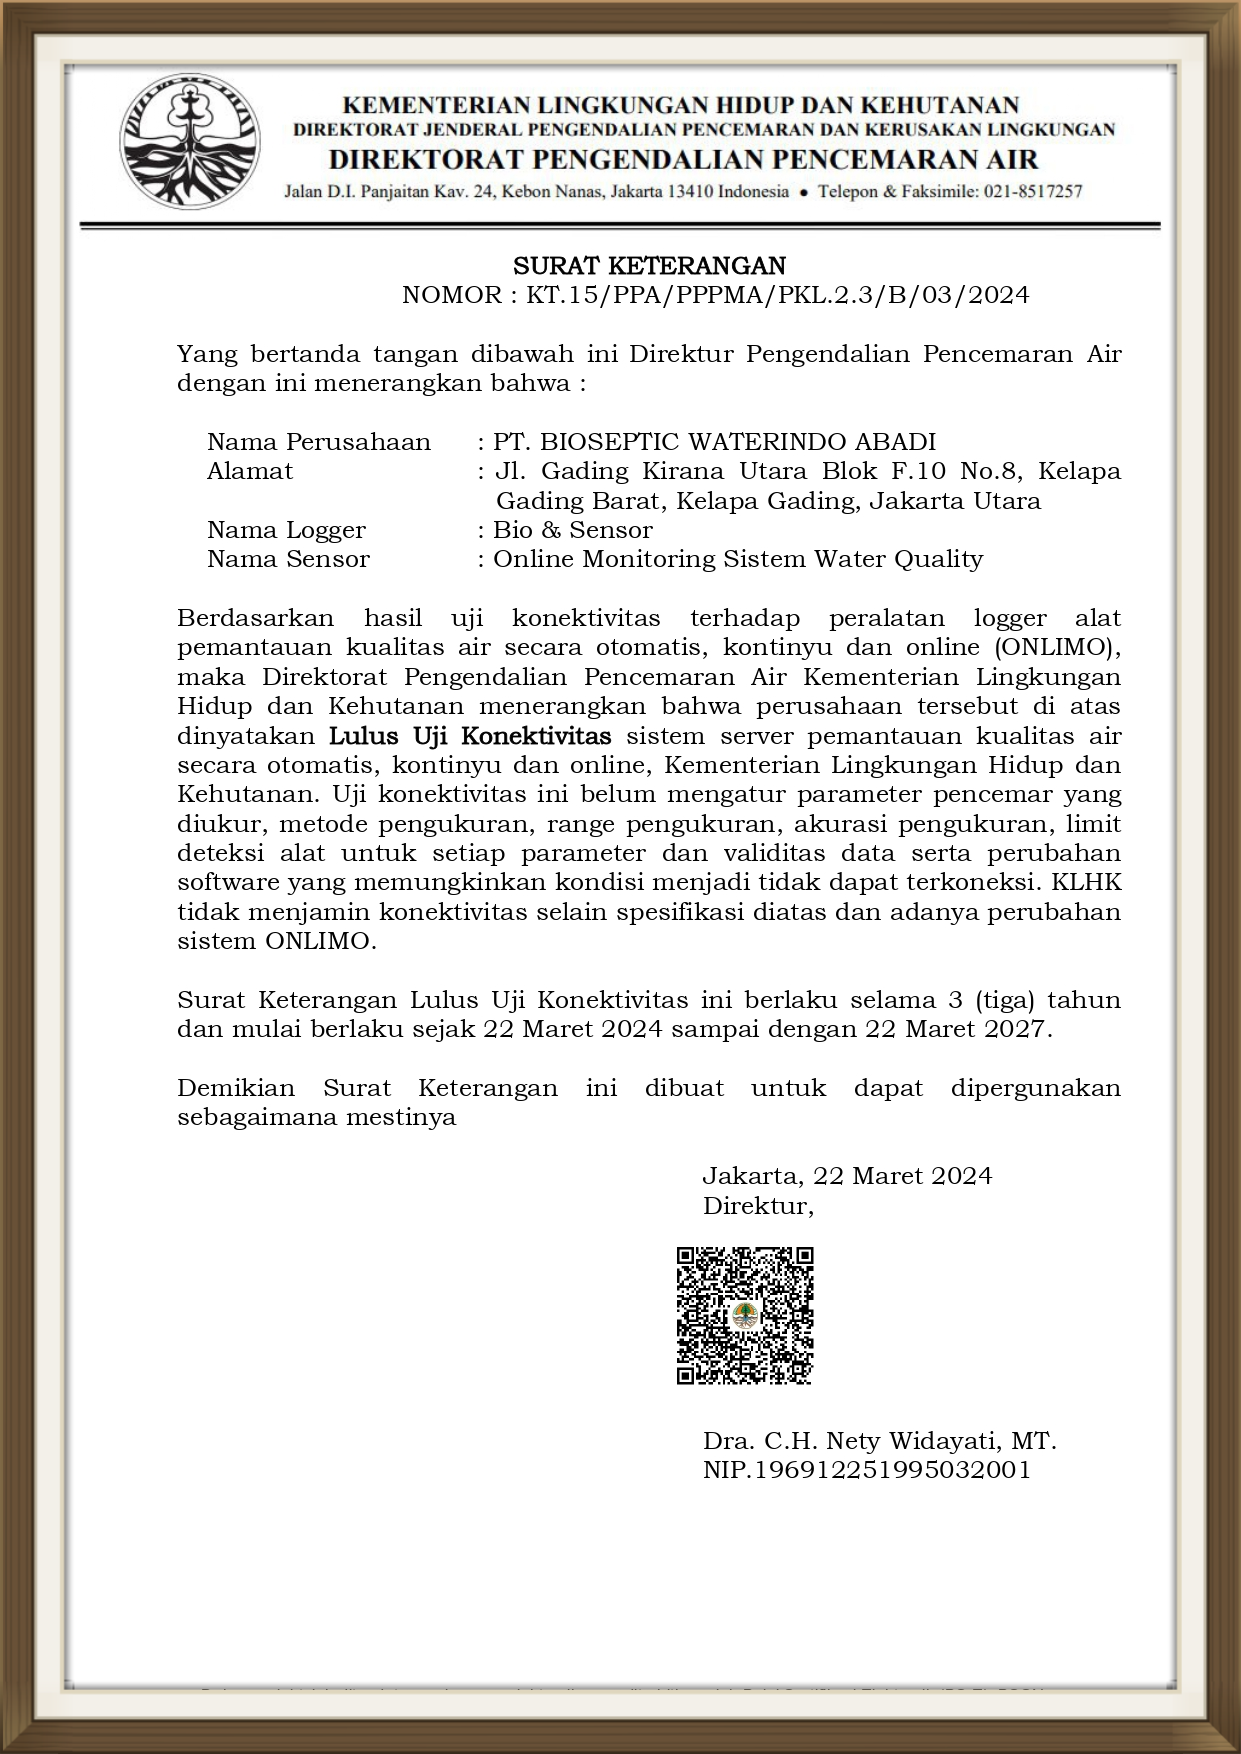 KEMENTERIAN LINGKUNGAN HIDUP DAN KEHUTANAN
DIREKTORAT JENDERAL PENGENDALIAN PENCEMARAN DAN KERUSAKAN LINGKUNGAN
DIREKTORAT PENGENDALIAN PENCEMARAN AIR
Jalan D.I. Panjaitan Kav. 24, Kebon Nanas, Jakarta 13410 Indonesia ● Telepon & Faksimile: 021-8517257
SURAT KETERANGAN
NOMOR : KT.15/PPA/PPPMA/PKL.2.3/B/03/2024
Yang bertanda tangan dibawah ini Direktur Pengendalian Pencemaran Air
dengan ini menerangkan bahwa :
Nama Perusahaan : PT. BIOSEPTIC WATERINDO ABADI
Alamat : Jl. Gading Kirana Utara Blok F.10 No.8, Kelapa
Gading Barat, Kelapa Gading, Jakarta Utara
Nama Logger : Bio & Sensor
Nama Sensor : Online Monitoring Sistem Water Quality
Berdasarkan hasil uji konektivitas terhadap peralatan logger alat
pemantauan kualitas air secara otomatis, kontinyu dan online (ONLIMO),
maka Direktorat Pengendalian Pencemaran Air Kementerian Lingkungan
Hidup dan Kehutanan menerangkan bahwa perusahaan tersebut di atas
dinyatakan Lulus Uji Konektivitas sistem server pemantauan kualitas air
secara otomatis, kontinyu dan online, Kementerian Lingkungan Hidup dan
Kehutanan. Uji konektivitas ini belum mengatur parameter pencemar yang
diukur, metode pengukuran, range pengukuran, akurasi pengukuran, limit
deteksi alat untuk setiap parameter dan validitas data serta perubahan
software yang memungkinkan kondisi menjadi tidak dapat terkoneksi. KLHK
tidak menjamin konektivitas selain spesifikasi diatas dan adanya perubahan
sistem ONLIMO.
Surat Keterangan Lulus Uji Konektivitas ini berlaku selama 3 (tiga) tahun
dan mulai berlaku sejak 22 Maret 2024 sampai dengan 22 Maret 2027.
Demikian Surat Keterangan ini dibuat untuk dapat dipergunakan
sebagaimana mestinya
Jakarta, 22 Maret 2024
Direktur,
Dra. C.H. Nety Widayati, MT.
NIP.196912251995032001